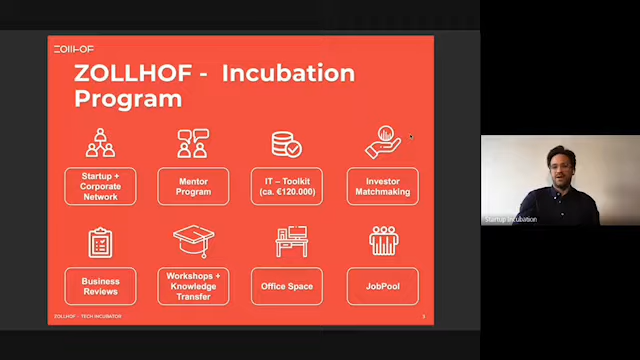 ZOLLHOF
ZOLLHOF - Incubation
Program
Startup +
Corporate
Network
Mentor
Program
IT – Toolkit
(ca. €120.000)
Investor
Matchmaking
Business
Reviews
Workshops +
Knowledge
Transfer
Office Space
JobPool
ZOLLHOF – TECH INCUBATOR
3
Startup Incubation